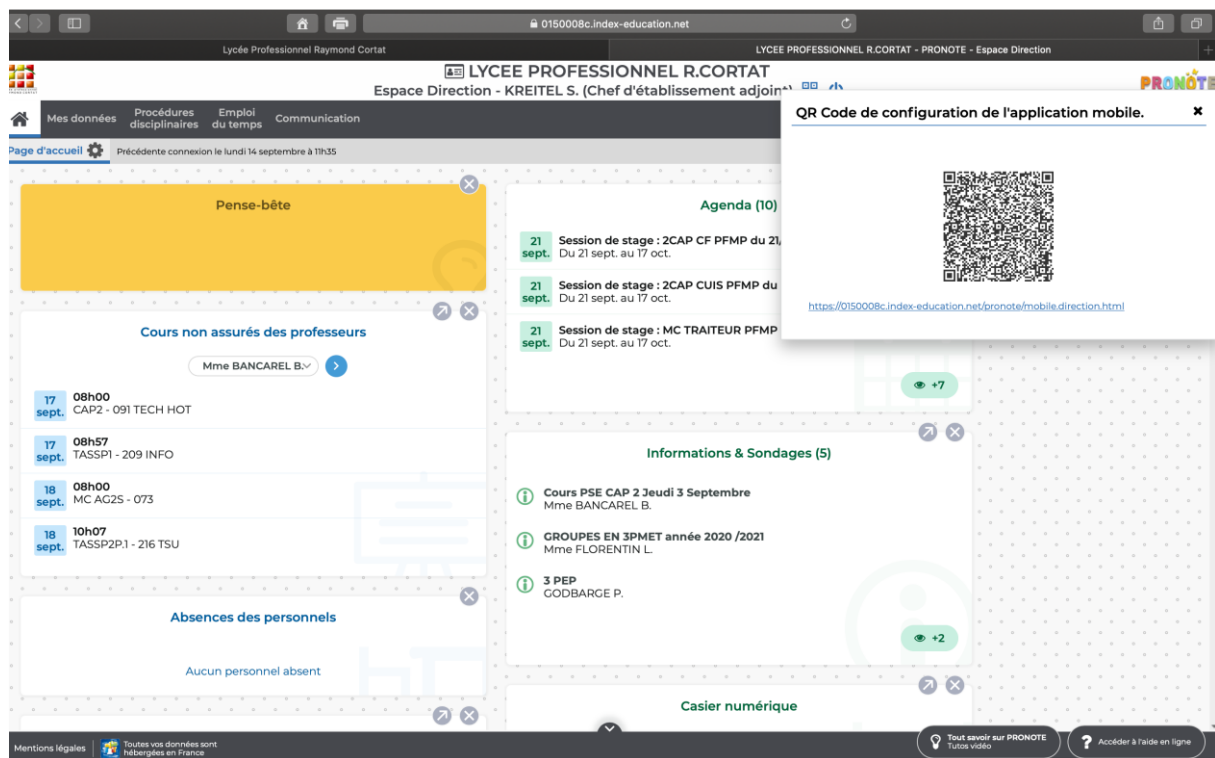 0150008c.index-education.net
Lycée Professionnel Raymond Cortat
LYCEE PROFESSIONNEL R.CORTAT - PRONOTE - Espace Direction
LYCEE PROFESSIONNEL R.CORTAT
Espace Direction - KREITEL S. (Chef d'établissement adjoint)
PRONOTE
Mes données
Procédures disciplinaires
Emploi du temps
Communication
Page d'accueil
Précédente connexion le lundi 14 septembre à 11h35
QR Code de configuration de l'application mobile.
https://0150008c.index-education.net/pronote/mobile.direction.html
Pense-bête
Cours non assurés des professeurs
Mme BANCAREL B.
17 sept.
08h00
CAP2 - 091 TECH HOT
17 sept.
08h57
TASSP1 - 209 INFO
18 sept.
08h00
MC AG2S - 073
18 sept.
10h07
TASSP2P.1 - 216 TSU
Absences des personnels
Aucun personnel absent
Agenda (10)
21 sept.
Session de stage : 2CAP CF PFMP du 21/
Du 21 sept. au 17 oct.
21 sept.
Session de stage : 2CAP CUIS PFMP du
Du 21 sept. au 17 oct.
21 sept.
Session de stage : MC TRAITEUR PFMP
Du 21 sept. au 17 oct.
+7
Informations & Sondages (5)
Cours PSE CAP 2 Jeudi 3 Septembre
Mme BANCAREL B.
GROUPES EN 3PMET année 2020 /2021
Mme FLORENTIN L.
3 PEP
GODBARGE P.
+2
Casier numérique
Mentions légales
Toutes vos données sont
hébergées en France
Tout savoir sur PRONOTE
Tutos vidéo
Accéder à l'aide en ligne